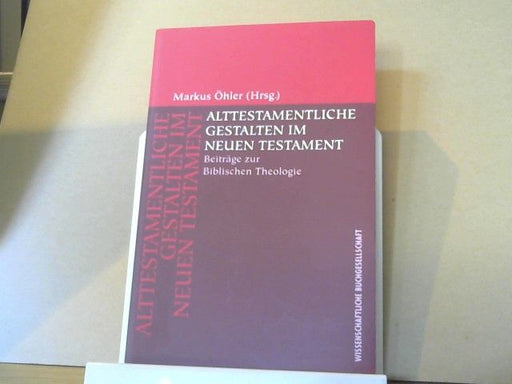 Markus Öhler (Hrsg.)
ALTTESTAMENTLICHE
GESTALTEN IM
NEUEN TESTAMENT
Beiträge zur
Biblischen Theologie
ALTTESTAMENTLICHE
GESTALTEN IM
NEUEN TESTAMENT
WISSENSCHAFTLICHE BUCHGESELLSCHAFT